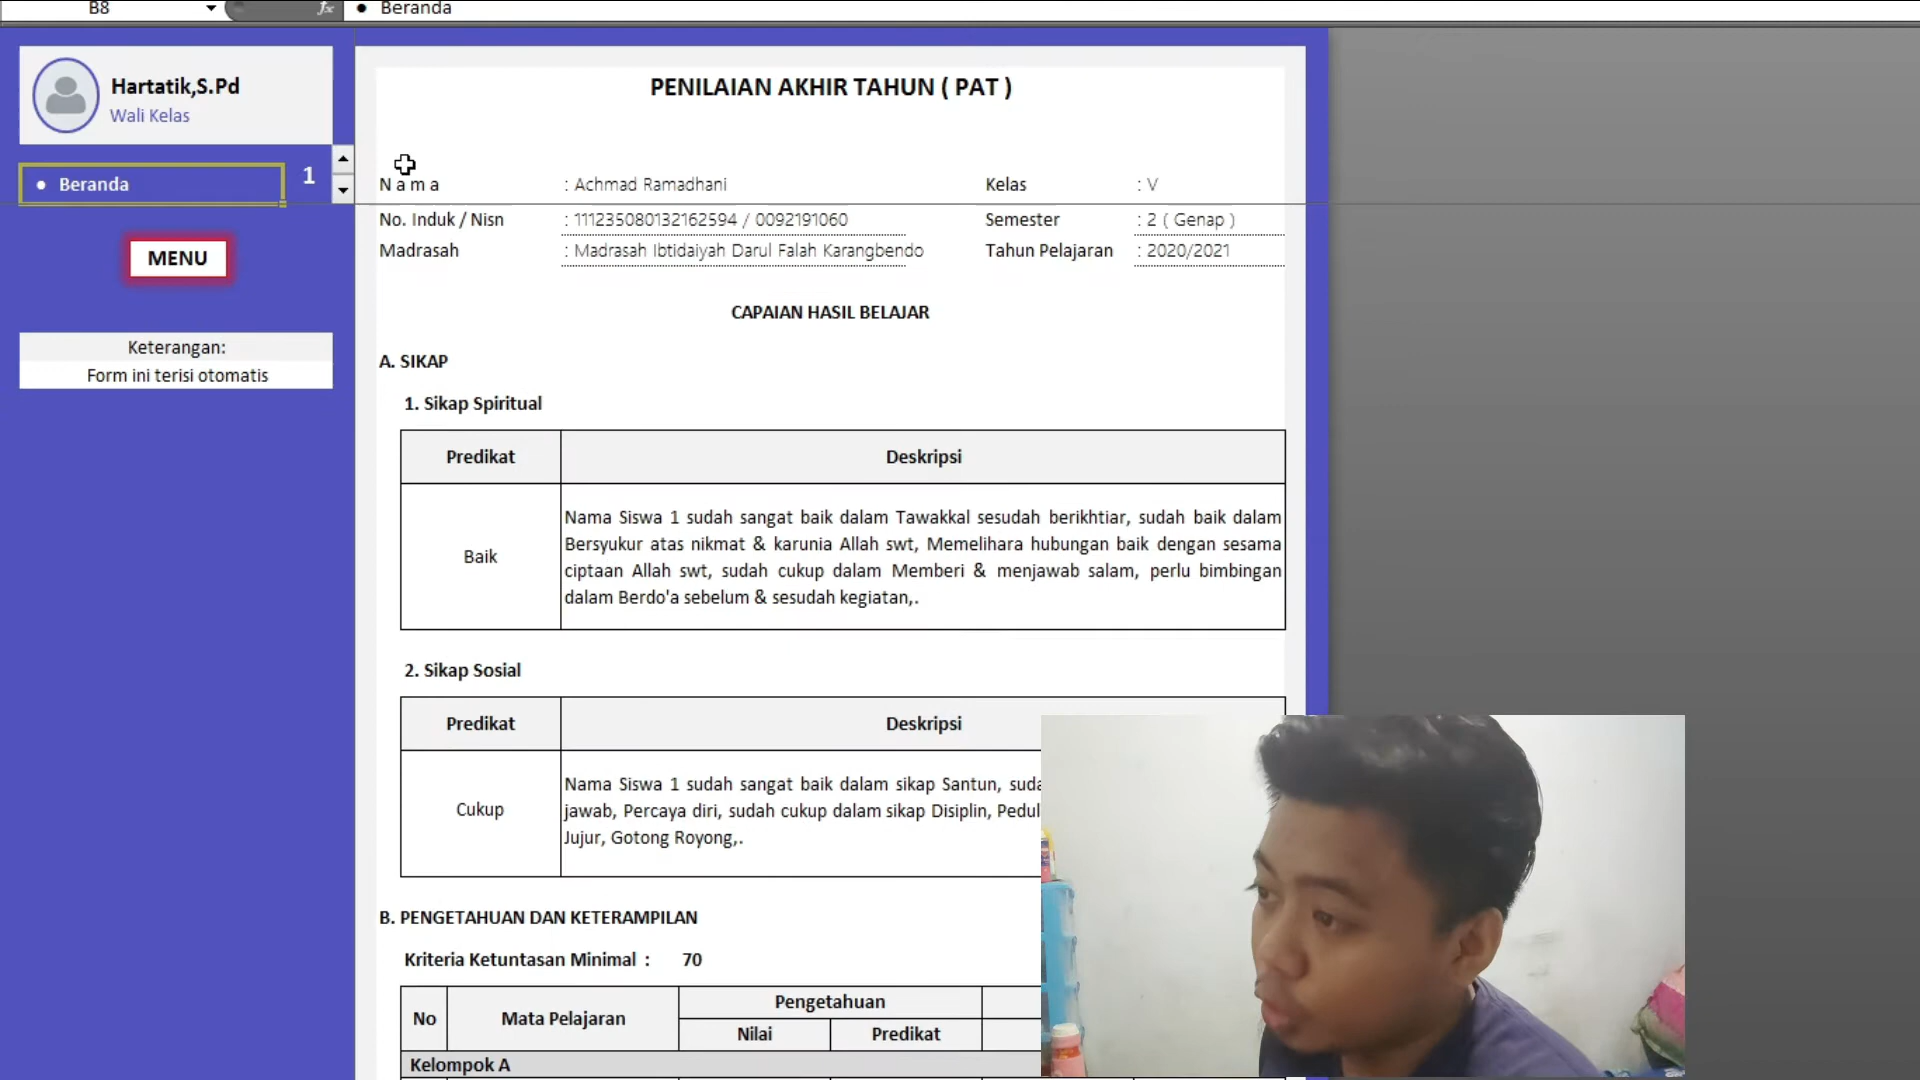 B8 fx • Beranda
Hartatik,S.Pd
Wali Kelas
• Beranda 1
MENU
Keterangan:
Form ini terisi otomatis
PENILAIAN AKHIR TAHUN ( PAT )
N a m a : Achmad Ramadhani Kelas : V
No. Induk / Nisn : 111235080132162594 / 0092191060 Semester : 2 ( Genap )
Madrasah : Madrasah Ibtidaiyah Darul Falah Karangbendo Tahun Pelajaran : 2020/2021
CAPAIAN HASIL BELAJAR
A. SIKAP
1. Sikap Spiritual
Predikat Deskripsi
Baik
Nama Siswa 1 sudah sangat baik dalam Tawakkal sesudah berikhtiar, sudah baik dalam
Bersyukur atas nikmat & karunia Allah swt, Memelihara hubungan baik dengan sesama
ciptaan Allah swt, sudah cukup dalam Memberi & menjawab salam, perlu bimbingan
dalam Berdo'a sebelum & sesudah kegiatan,.
2. Sikap Sosial
Predikat Deskripsi
Cukup
Nama Siswa 1 sudah sangat baik dalam sikap Santun,
jawab, Percaya diri, sudah cukup dalam sikap Disiplin,
Jujur, Gotong Royong,.
B. PENGETAHUAN DAN KETERAMPILAN
Kriteria Ketuntasan Minimal : 70
No Mata Pelajaran Pengetahuan
Nilai Predikat
Kelompok A